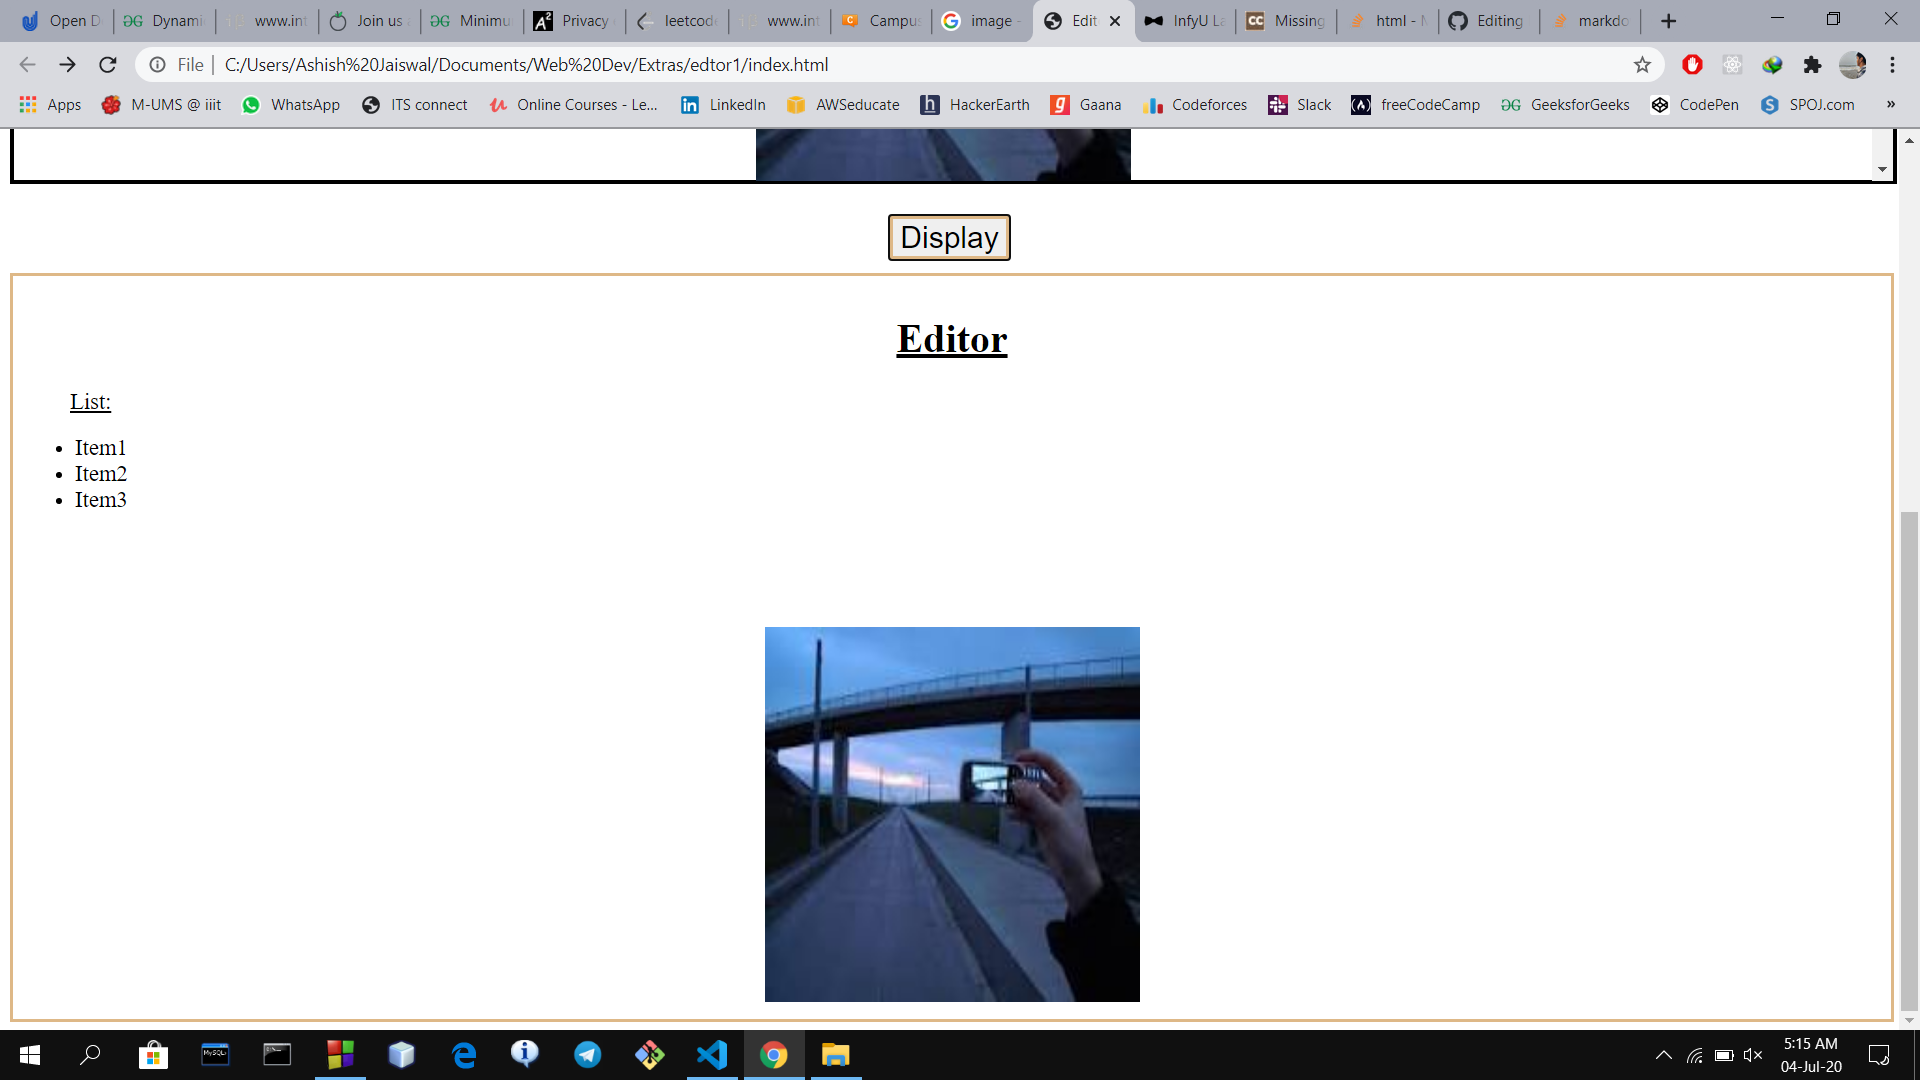 Open D
Dynami
www.int
Join us
Minimu
Privacy
leetcod
www.int
Campus
image -
Edit
InfyU La
Missing
html - M
Editing
markdo
File
C:/Users/Ashish%20Jaiswal/Documents/Web%20Dev/Extras/edtor1/index.html
Apps
M-UMS @ iiit
WhatsApp
ITS connect
Online Courses - Le...
LinkedIn
AWSeducate
HackerEarth
Gaana
Codeforces
Slack
freeCodeCamp
GeeksforGeeks
CodePen
SPOJ.com
»
Display
Editor
List:
Item1
Item2
Item3
5:15 AM
04-Jul-20